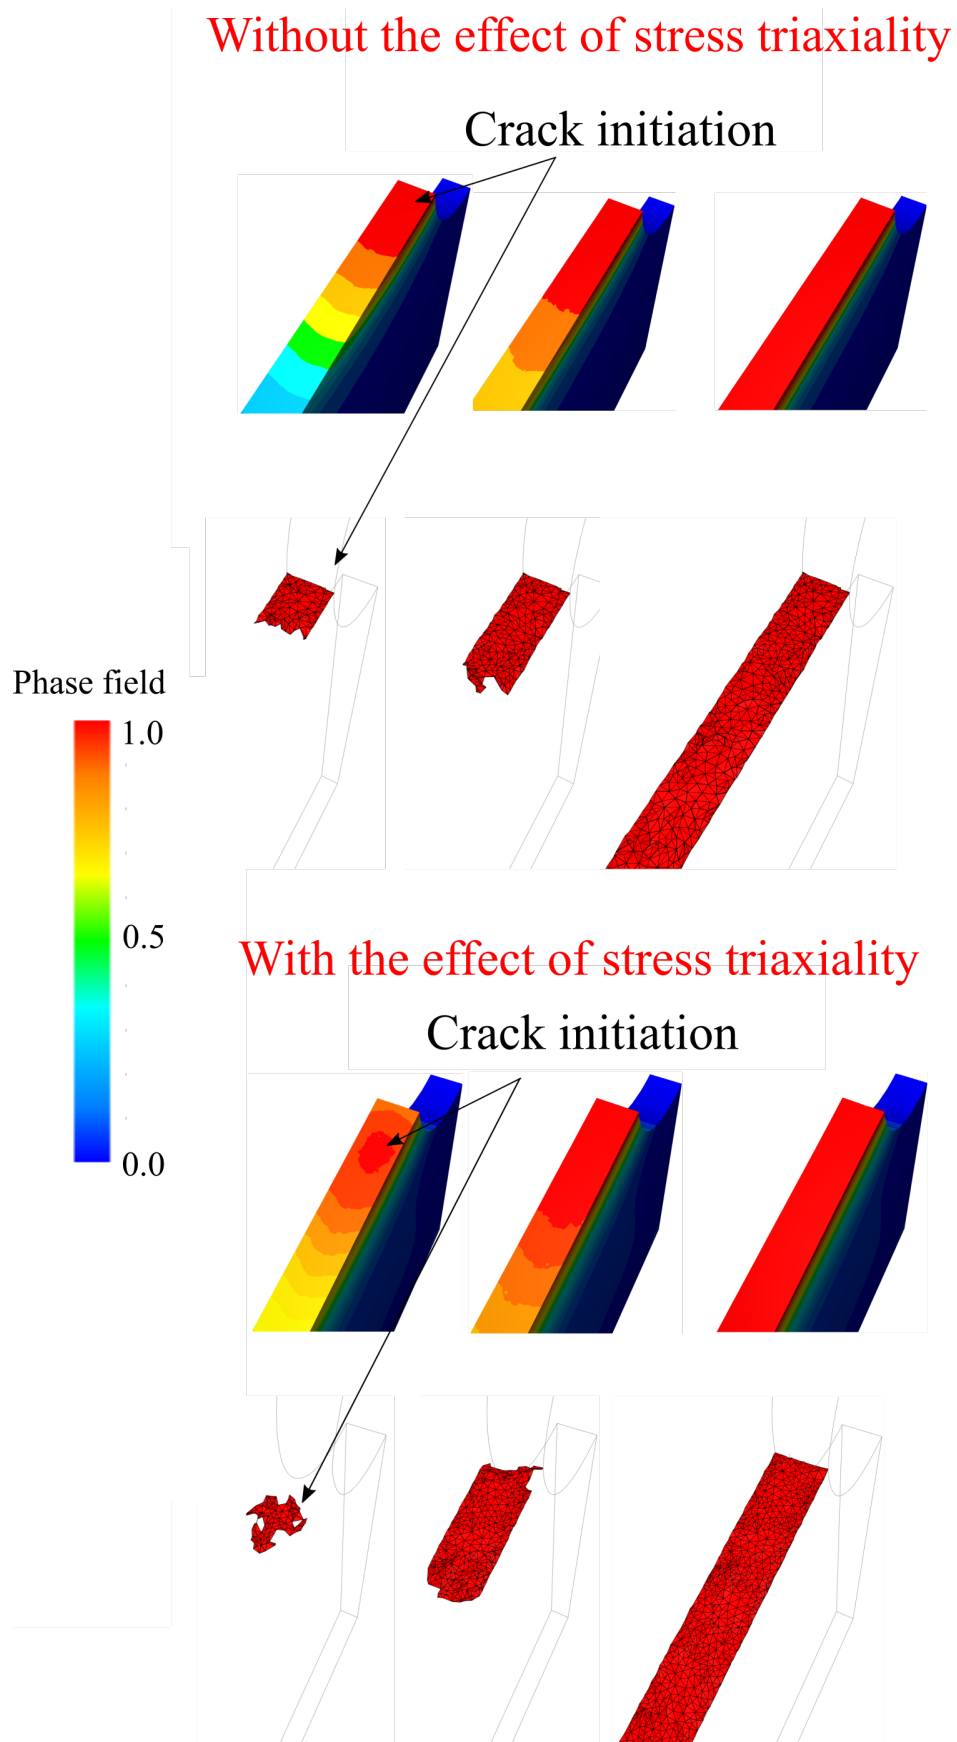 Without the effect of stress triaxiality
Crack initiation
Phase field
1.0
0.5
0.0
With the effect of stress triaxiality
Crack initiation